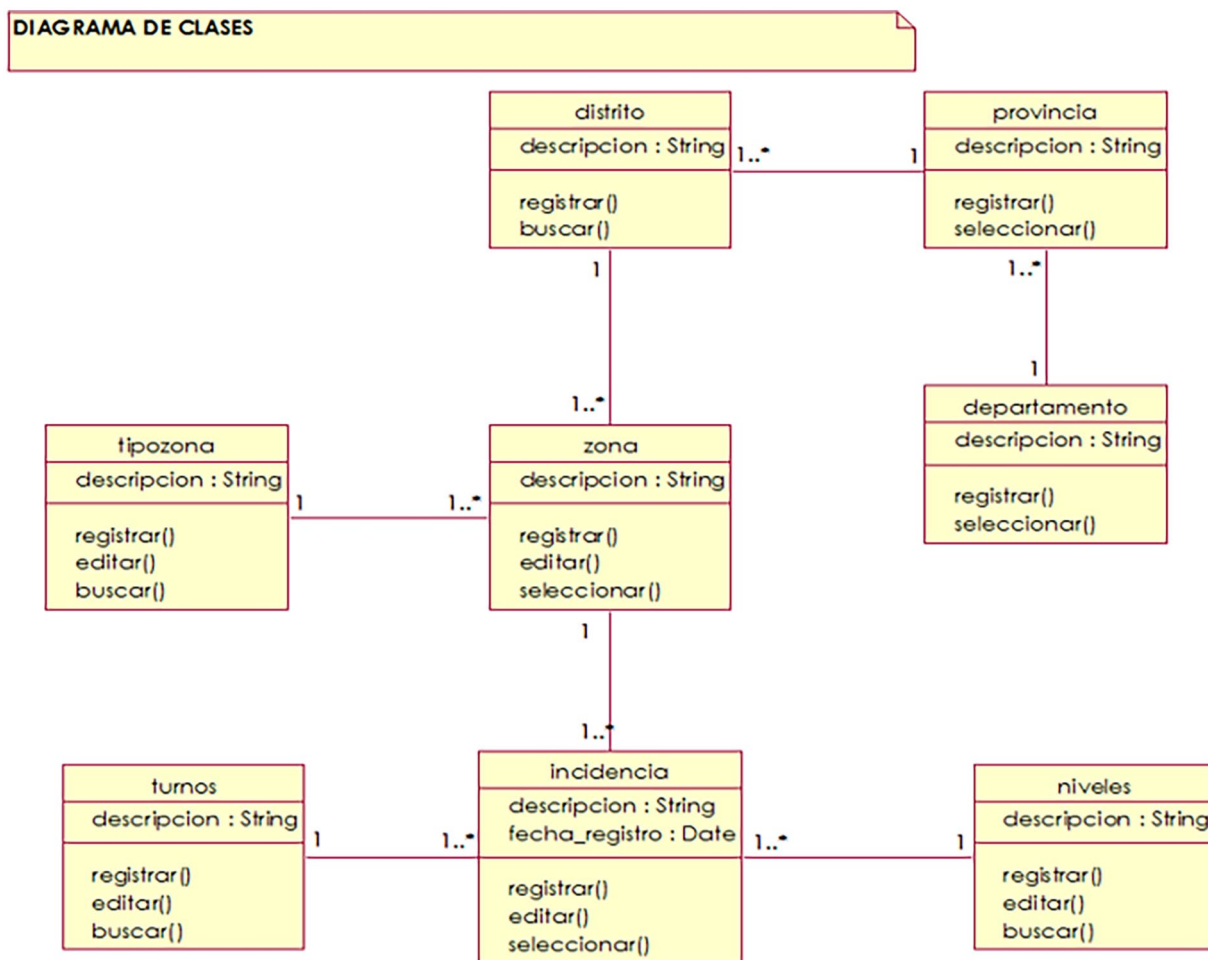 DIAGRAMA DE CLASES
distrito
descripcion : String
registrar()
buscar()
1..*
1
provincia
descripcion : String
registrar()
seleccionar()
1
1..*
1..*
1
departamento
descripcion : String
registrar()
seleccionar()
tipozona
descripcion : String
registrar()
editar()
buscar()
1
1..*
zona
descripcion : String
registrar()
editar()
seleccionar()
1
1..*
turnos
descripcion : String
registrar()
editar()
buscar()
1
1..*
incidencia
descripcion : String
fecha_registro : Date
registrar()
editar()
seleccionar()
1..*
1
niveles
descripcion : String
registrar()
editar()
buscar()